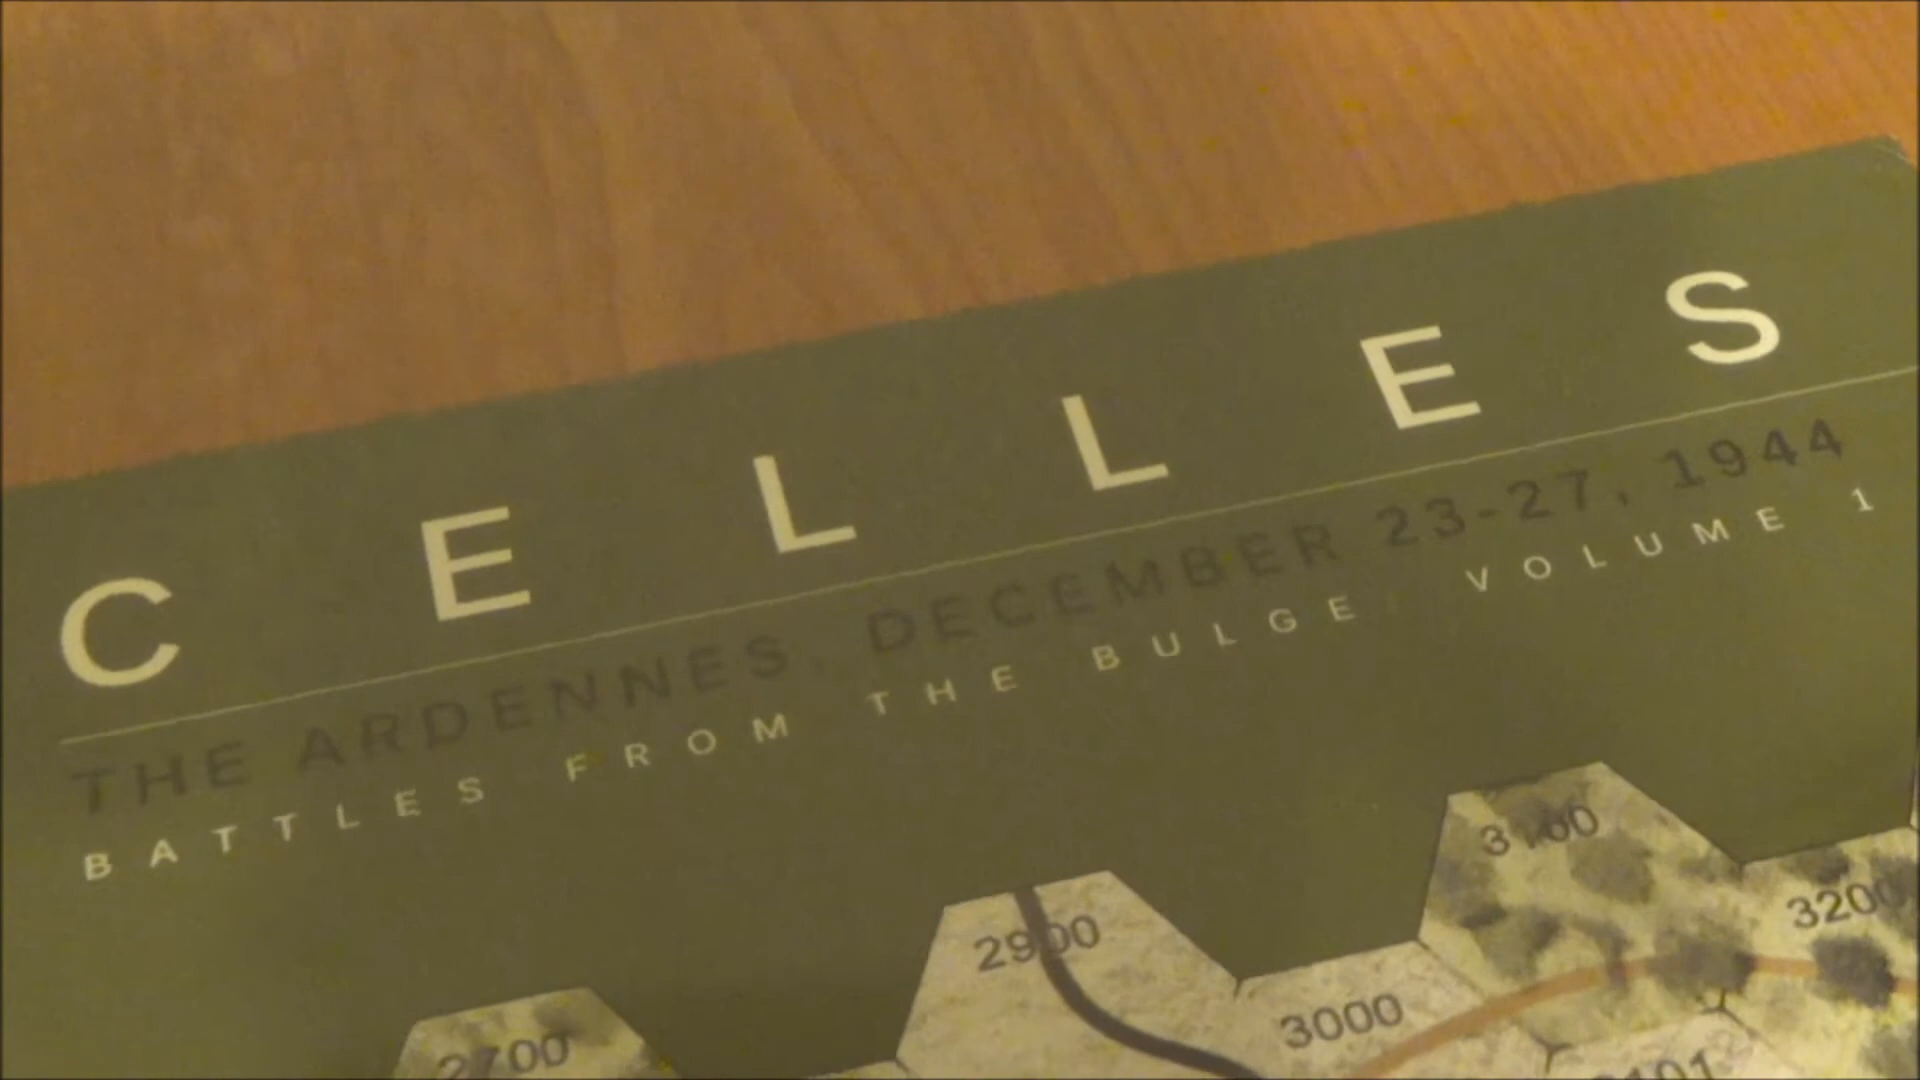 CELLES
THE ARDENNES, DECEMBER 23-27, 1944
BATTLES FROM THE BULGE VOLUME 1
3100
3200
2900
3000
2700